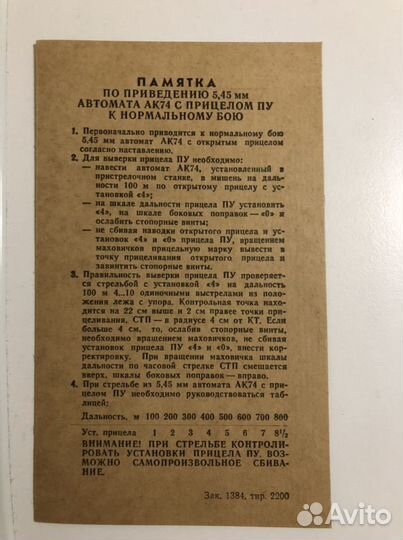 ПАМЯТКА
ПО ПРИВЕДЕНИЮ 5,45 мм
АВТОМАТА АК74 С ПРИЦЕЛОМ ПУ
К НОРМАЛЬНОМУ БОЮ
1. Первоначально приводится к нормальному бою
5,45 мм автомат АК74 с открытым прицелом
согласно наставлению.
2. Для выверки прицела ПУ необходимо:
— навести автомат АК74, установленный в
пристрелочном станке, в мишень на даль-
ности 100 м по открытому прицелу с ус-
тановкой «4»;
— на шкале дальности прицела ПУ установить
«4», на шкале боковых поправок — «0» и
ослабить стопорные винты;
— не сбивая наводки открытого прицела и ус-
тановок «4» и «0» прицела ПУ, вращением
маховичков прицельную марку вывести в
точку прицеливания открытого прицела и
завинтить стопорные винты.
3. Правильность выверки прицела ПУ проверяет-
ся стрельбой с установкой «4» на дальность
100 м 4...10 одиночными выстрелами из поло-
жения лежа с упора. Контрольная точка нахо-
дится на 22 см выше и 2 см правее точки при-
целивания, СТП — в радиусе 4 см от КТ. Если
больше 4 см, то, ослабив стопорные винты,
необходимо вращением маховичков, не сбивая
установок прицела ПУ «4» и «0», внести кор-
ректировку. При вращении маховичка шкалы
дальности по часовой стрелке СТП смещается
вверх, шкалы боковых поправок—вправо.
4. При стрельбе из 5,45 мм автомата АК74 с при-
целом ПУ необходимо руководствоваться таб-
лицей:
Дальность, м 100 200 300 400 500 600 700 800
Уст. прицела 1 2 3 4 5 6 7 8½
ВНИМАНИЕ! ПРИ СТРЕЛЬБЕ КОНТРОЛИ-
РОВАТЬ УСТАНОВКИ ПРИЦЕЛА ПУ. ВОЗ-
МОЖНО САМОПРОИЗВОЛЬНОЕ СБИВА-
НИЕ.
Зак. 1384, тир. 2200
Avito